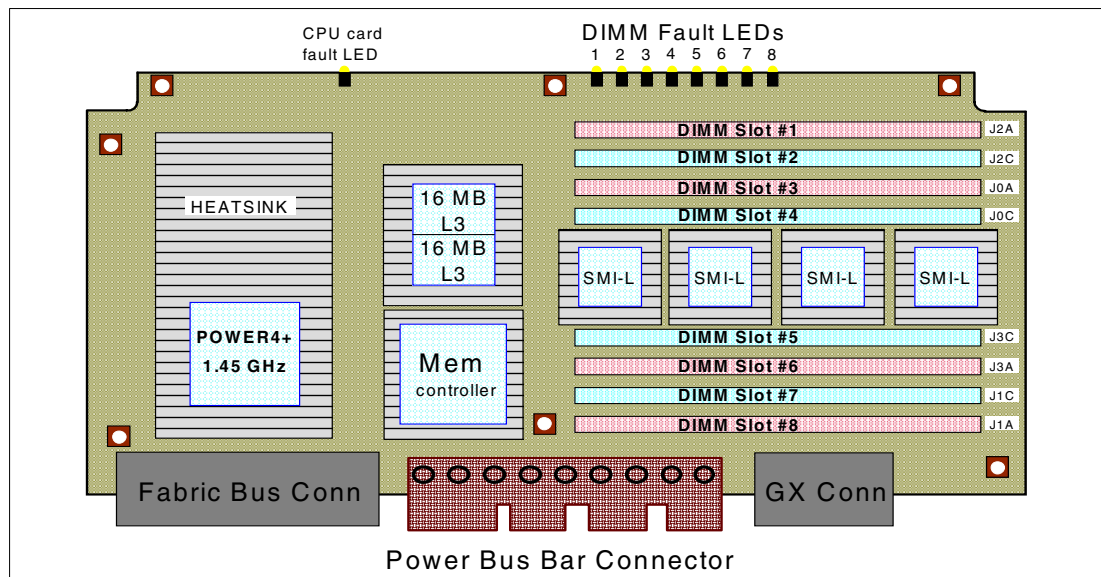 CPU card
fault LED
DIMM Fault LEDs
1 2 3 4 5 6 7 8
DIMM Slot #1 J2A
DIMM Slot #2 J2C
DIMM Slot #3 J0A
DIMM Slot #4 J0C
HEATSINK
16 MB
L3
16 MB
L3
SMI-L SMI-L SMI-L SMI-L
POWER4+
1.45 GHz
Mem
controller
DIMM Slot #5 J3C
DIMM Slot #6 J3A
DIMM Slot #7 J1C
DIMM Slot #8 J1A
Fabric Bus Conn
GX Conn
Power Bus Bar Connector